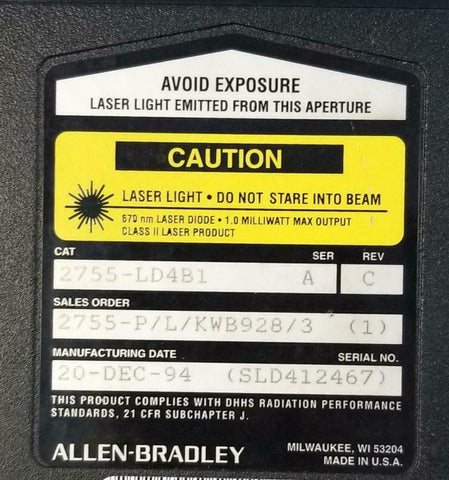 AVOID EXPOSURE
LASER LIGHT EMITTED FROM THIS APERTURE
CAUTION
LASER LIGHT • DO NOT STARE INTO BEAM
670 nm LASER DIODE • 1.0 MILLIWATT MAX OUTPUT
CLASS II LASER PRODUCT
CAT SER REV
2755-LD4B1 A C
SALES ORDER
2755-P/L/KWB928/3 (1)
MANUFACTURING DATE SERIAL NO.
20-DEC-94 (SLD412467)
THIS PRODUCT COMPLIES WITH DHHS RADIATION PERFORMANCE
STANDARDS, 21 CFR SUBCHAPTER J.
ALLEN-BRADLEY MILWAUKEE, WI 53204
MADE IN U.S.A.